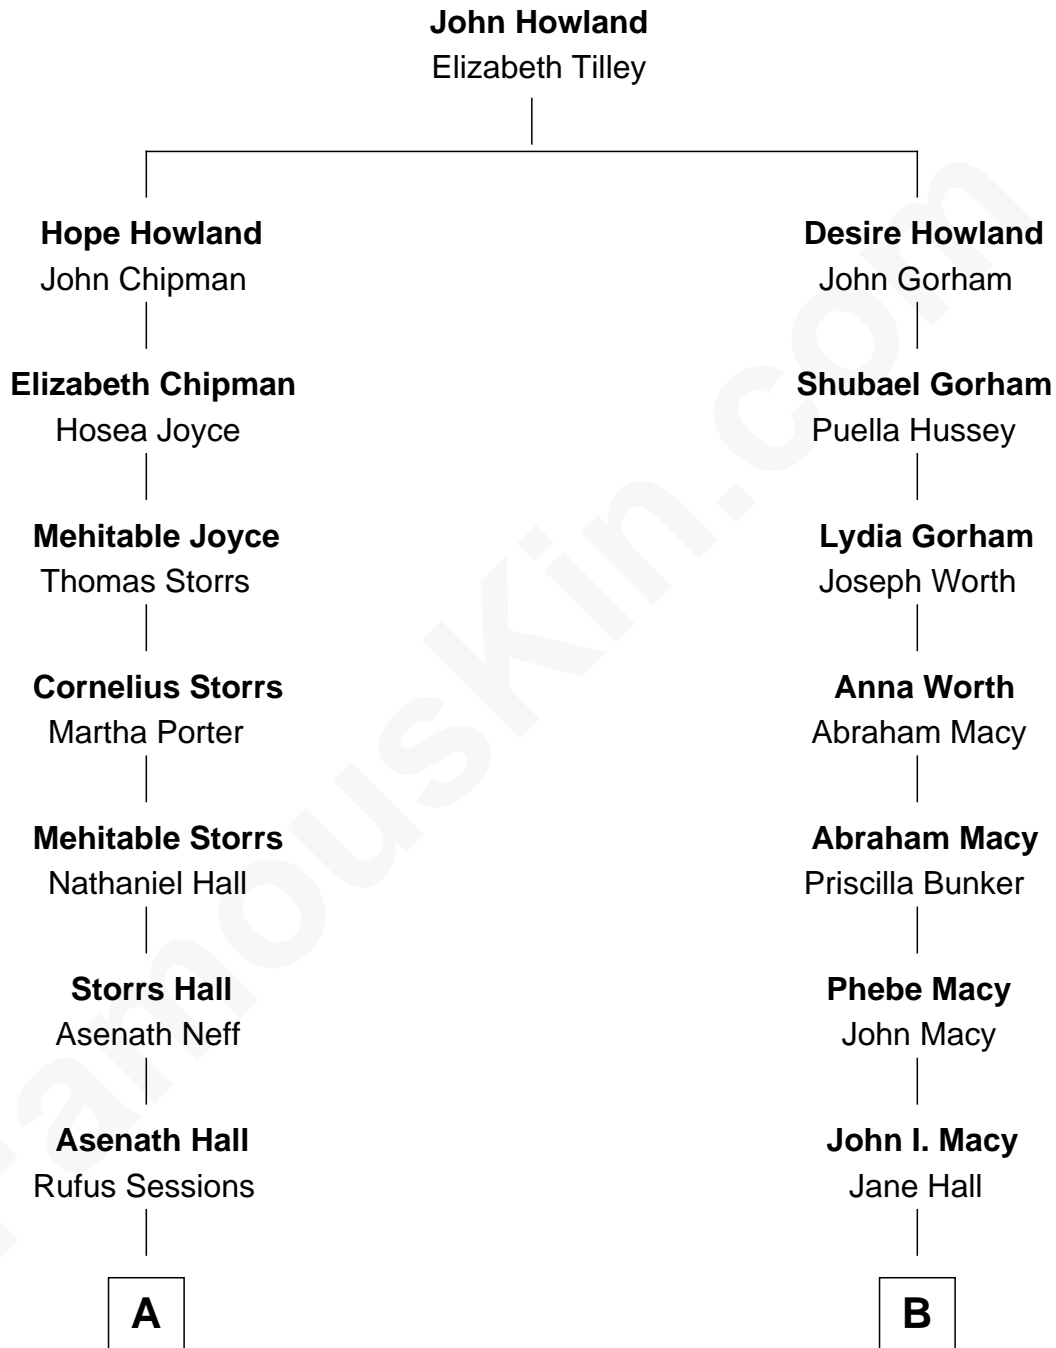 John Howland
Elizabeth Tilley
Hope Howland
John Chipman
Elizabeth Chipman
Hosea Joyce
Mehitable Joyce
Thomas Storrs
Cornelius Storrs
Martha Porter
Mehitable Storrs
Nathaniel Hall
Storrs Hall
Asenath Neff
Asenath Hall
Rufus Sessions
A
Desire Howland
John Gorham
Shubael Gorham
Puella Hussey
Lydia Gorham
Joseph Worth
Anna Worth
Abraham Macy
Abraham Macy
Priscilla Bunker
Phebe Macy
John Macy
John I. Macy
Jane Hall
B
FamousKin.com